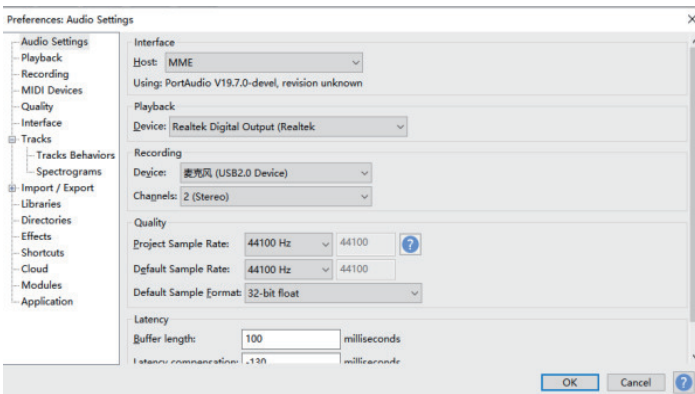 Preferences: Audio Settings
Audio Settings
Playback
Recording
MIDI Devices
Quality
Interface
Tracks
Tracks Behaviors
Spectrograms
Import / Export
Libraries
Directories
Effects
Shortcuts
Cloud
Modules
Application
Interface
Host: MME
Using: PortAudio V19.7.0-devel, revision unknown
Playback
Device: Realtek Digital Output (Realtek
Recording
Device: 麦克风 (USB2.0 Device)
Channels: 2 (Stereo)
Quality
Project Sample Rate: 44100 Hz 44100 ?
Default Sample Rate: 44100 Hz 44100
Default Sample Format: 32-bit float
Latency
Buffer length: 100 milliseconds
Latency compensation: -130 milliseconds
OK Cancel ?